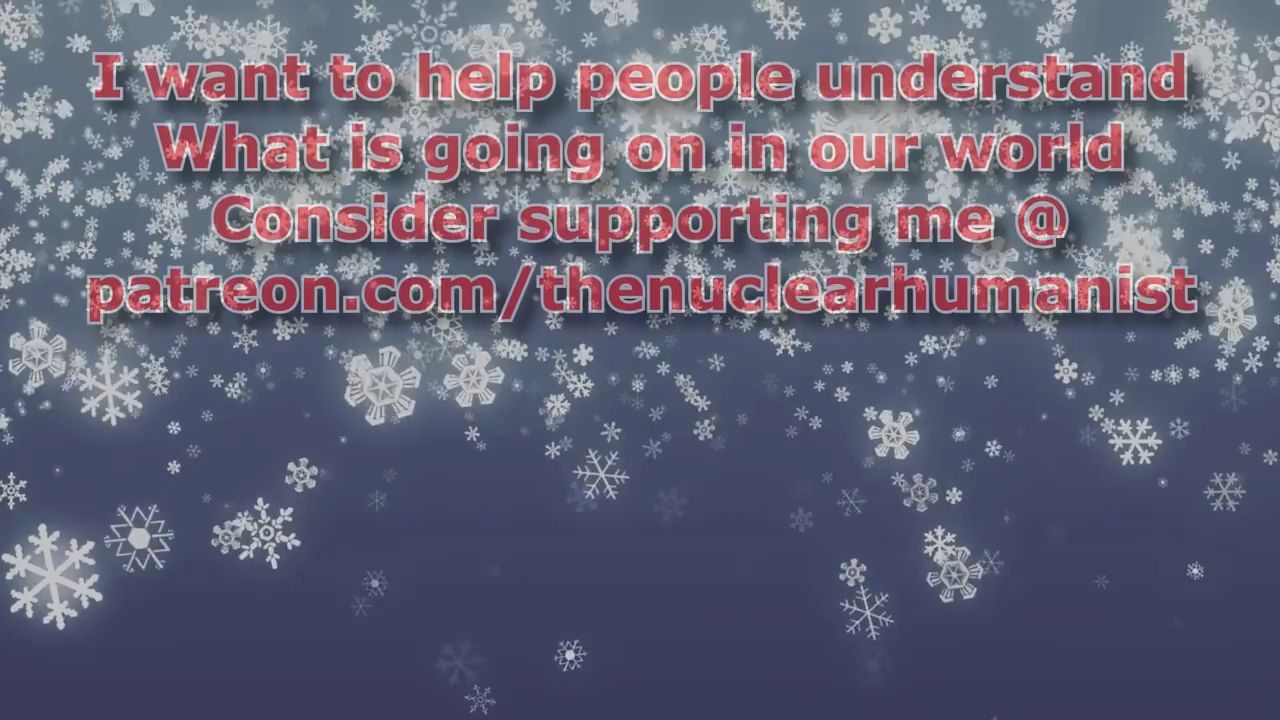 I want to help people understand
What is going on in our world
Consider supporting me @
patreon.com/thenuclearhumanist